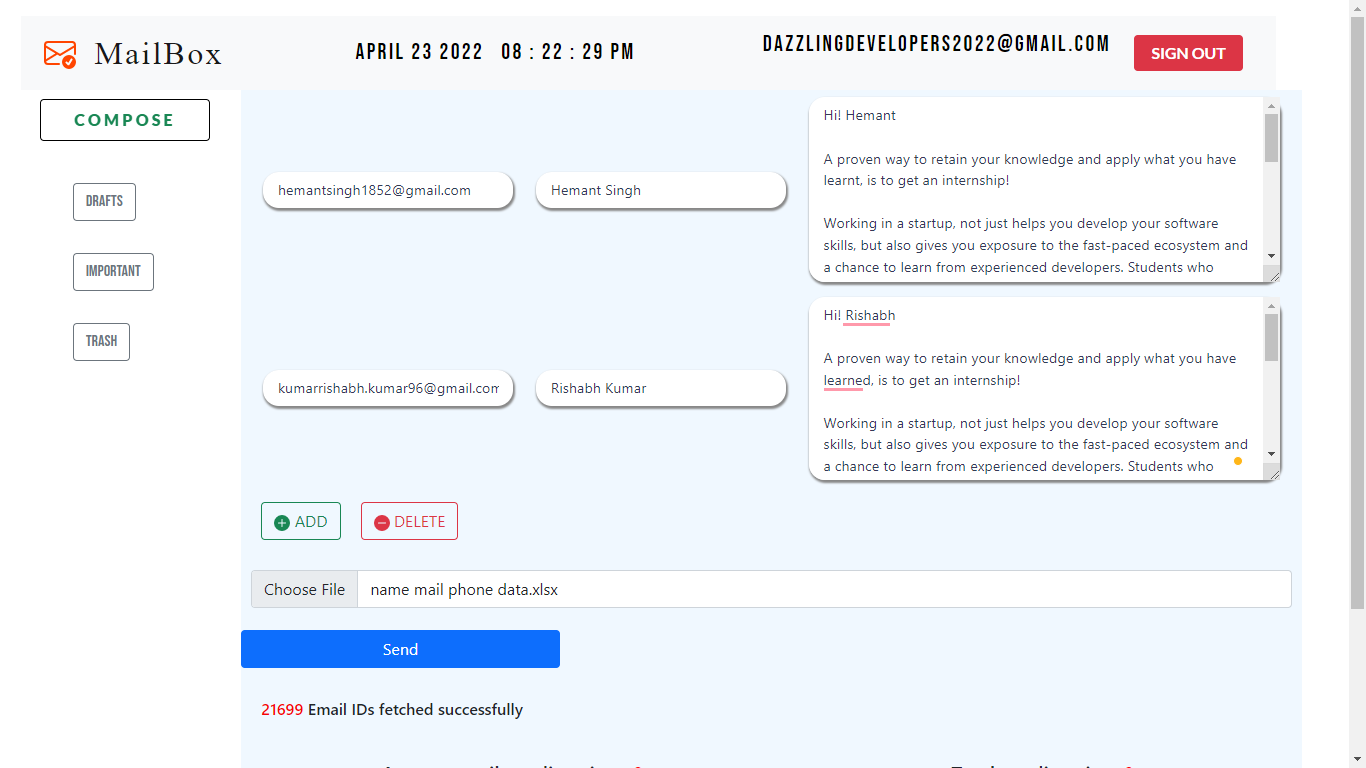 MailBox
APRIL 23 2022 08 : 22 : 29 PM
DAZZLINGDEVELOPERS2022@GMAIL.COM
SIGN OUT
COMPOSE
DRAFTS
IMPORTANT
TRASH
hemantsingh1852@gmail.com
Hemant Singh
Hi! Hemant
A proven way to retain your knowledge and apply what you have
learnt, is to get an internship!
Working in a startup, not just helps you develop your software
skills, but also gives you exposure to the fast-paced ecosystem and
a chance to learn from experienced developers. Students who
kumarrishabh.kumar96@gmail.com
Rishabh Kumar
Hi! Rishabh
A proven way to retain your knowledge and apply what you have
learned, is to get an internship!
Working in a startup, not just helps you develop your software
skills, but also gives you exposure to the fast-paced ecosystem and
a chance to learn from experienced developers. Students who
ADD
DELETE
Choose File
name mail phone data.xlsx
Send
21699 Email IDs fetched successfully